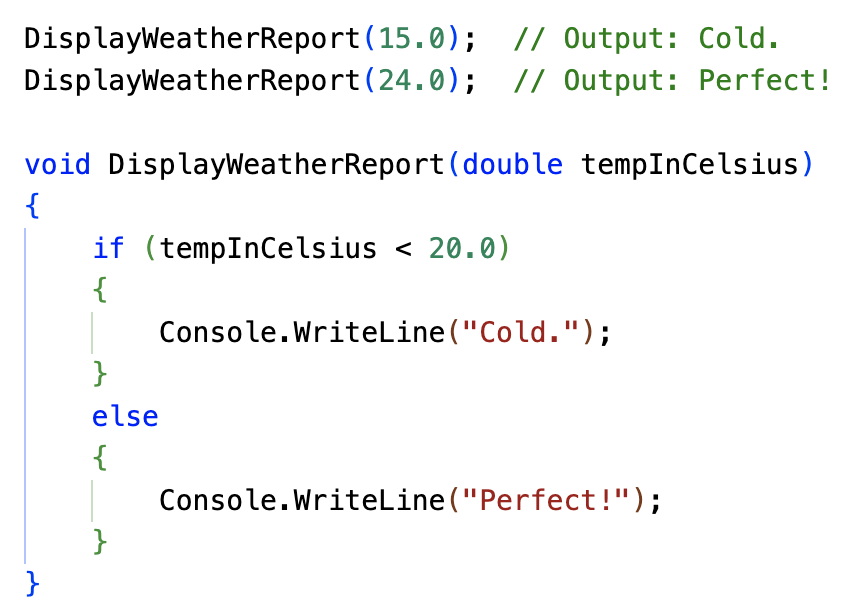 DisplayWeatherReport(15.0);  // Output: Cold.
DisplayWeatherReport(24.0);  // Output: Perfect!

void DisplayWeatherReport(double tempInCelsius)
{
    if (tempInCelsius < 20.0)
    {
        Console.WriteLine("Cold.");
    }
    else
    {
        Console.WriteLine("Perfect!");
    }
}